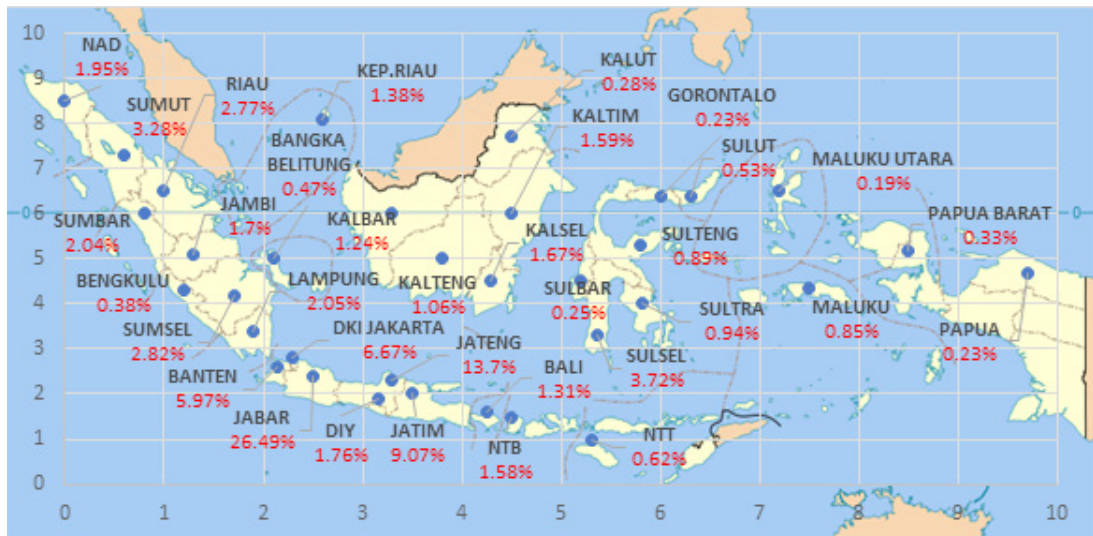 10
NAD
1.95%
9
8
7
6
5
4
3
2
1
0
0 1 2 3 4 5 6 7 8 9 10
0
0
SUMUT
3.28%
RIAU
2.77%
KEP.RIAU
1.38%
BANGKA
BELITUNG
0.47%
SUMBAR
2.04%
JAMBI
1.7%
BENGKULU
0.38%
SUMSEL
2.82%
LAMPUNG
2.05%
BANTEN
5.97%
DKI JAKARTA
6.67%
JABAR
26.49%
DIY
1.76%
JATENG
13.7%
JATIM
9.07%
BALI
1.31%
NTB
1.58%
NTT
0.62%
KALBAR
1.24%
KALTENG
1.06%
KALSEL
1.67%
KALTIM
1.59%
KALUT
0.28%
GORONTALO
0.23%
SULUT
0.53%
SULTENG
0.89%
SULBAR
0.25%
SULTRA
0.94%
SULSEL
3.72%
MALUKU UTARA
0.19%
MALUKU
0.85%
PAPUA BARAT
0.33%
PAPUA
0.23%